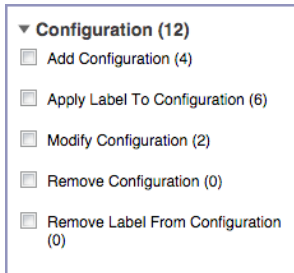 Configuration (12)
Add Configuration (4)
Apply Label To Configuration (6)
Modify Configuration (2)
Remove Configuration (0)
Remove Label From Configuration
(0)